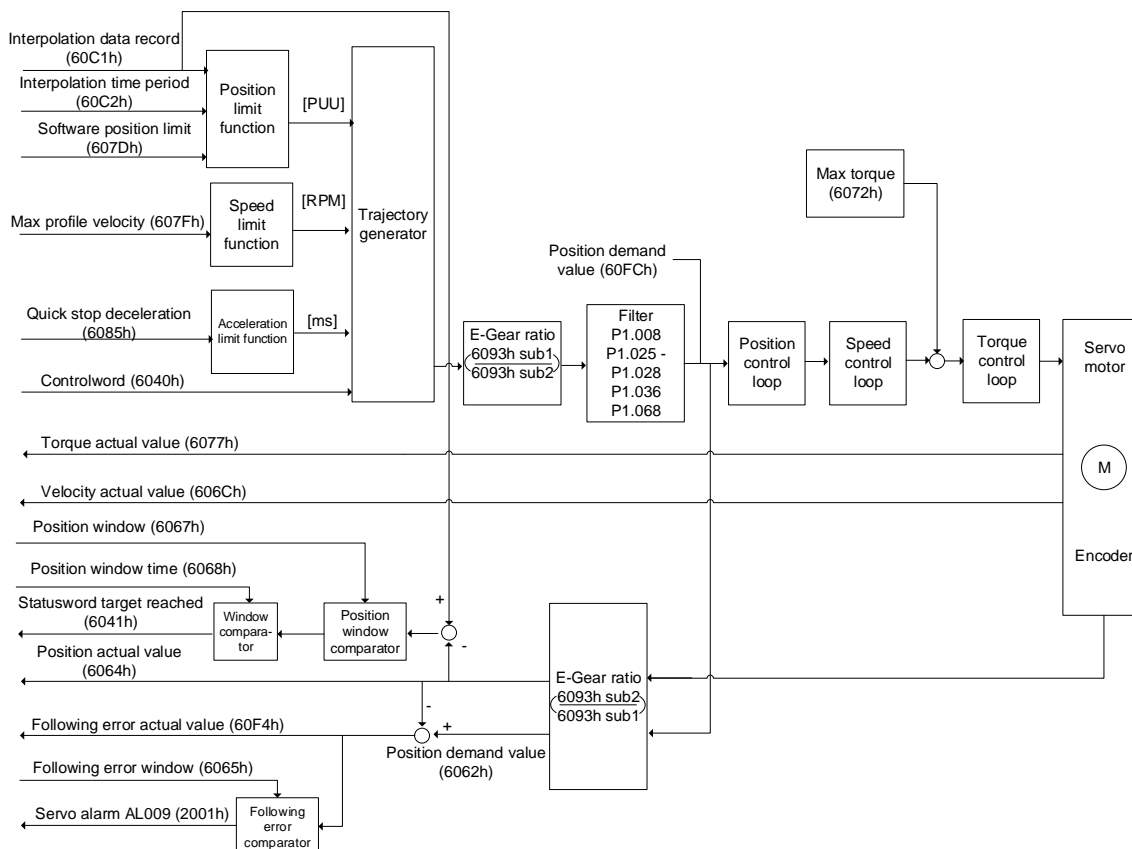 Interpolation data record
(60C1h)
Interpolation time period
(60C2h)
Software position limit
(607Dh)
Position
limit
function
[PUU]
Max profile velocity (607Fh)
Speed
limit
function
[RPM]
Trajectory
generator
Quick stop deceleration
(6085h)
Acceleration
limit function
[ms]
Controlword (6040h)
E-Gear ratio
6093h sub1
6093h sub2
Filter
P1.008
P1.025 -
P1.028
P1.036
P1.068
Position demand
value (60FCh)
Position
control
loop
Speed
control
loop
Max torque
(6072h)
Torque
control
loop
Servo
motor
M
Encoder
Torque actual value (6077h)
Velocity actual value (606Ch)
Position window (6067h)
Position window time (6068h)
Statusword target reached
(6041h)
Window
compara-
tor
Position
window
comparator
+
-
Position actual value
(6064h)
E-Gear ratio
(6093h sub2)
(6093h sub1)
-
+
Following error actual value (60F4h)
Position demand value
(6062h)
Following error window (6065h)
Servo alarm AL009 (2001h)
Following
error
comparator